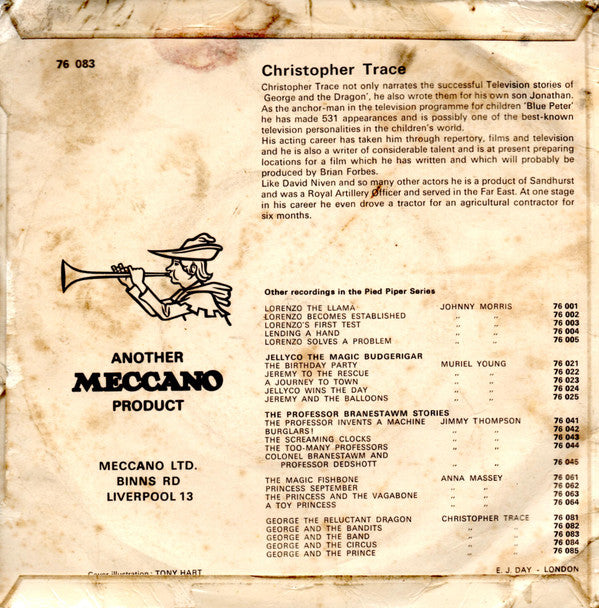 76 083
Christopher Trace
Christopher Trace not only narrates the successful Television stories of
'George and the Dragon', he also wrote them for his own son Jonathan.
As the anchor-man in the television programme for children 'Blue Peter'
he has made 531 appearances and is possibly one of the best-known
television personalities in the children's world.
His acting career has taken him through repertory, films and television
and he is also a writer of considerable talent and is at present preparing
locations for a film which he has written and which will probably be
produced by Brian Forbes.
Like David Niven and so many other actors he is a product of Sandhurst
and was a Royal Artillery Officer and served in the Far East. At one stage
in his career he even drove a tractor for an agricultural contractor for
six months.
ANOTHER
MECCANO
PRODUCT
MECCANO LTD.
BINNS RD
LIVERPOOL 13
Other recordings in the Pied Piper Series
LORENZO THE LLAMA JOHNNY MORRIS 76 001
LORENZO BECOMES ESTABLISHED " " 76 002
LORENZO'S FIRST TEST " " 76 003
LENDING A HAND " " 76 004
LORENZO SOLVES A PROBLEM " " 76 005
JELLYCO THE MAGIC BUDGERIGAR
THE BIRTHDAY PARTY MURIEL YOUNG 76 021
JEREMY TO THE RESCUE " " 76 022
A JOURNEY TO TOWN " " 76 023
JELLYCO WINS THE DAY " " 76 024
JEREMY AND THE BALLOONS " " 76 025
THE PROFESSOR BRANESTAWM STORIES
THE PROFESSOR INVENTS A MACHINE JIMMY THOMPSON 76 041
BURGLARS! " " 76 042
THE SCREAMING CLOCKS " " 76 043
THE TOO-MANY PROFESSORS " " 76 044
COLONEL BRANESTAWM AND
PROFESSOR DEDSHOTT " " 76 045
THE MAGIC FISHBONE ANNA MASSEY 76 061
PRINCESS SEPTEMBER " " 76 062
THE PRINCESS AND THE VAGABONE " " 76 063
A TOY PRINCESS " " 76 064
GEORGE THE RELUCTANT DRAGON CHRISTOPHER TRACE 76 081
GEORGE AND THE BANDITS " " 76 082
GEORGE AND THE BAND " " 76 083
GEORGE AND THE CIRCUS " " 76 084
GEORGE AND THE PRINCE " " 76 085
Cover illustration: TONY HART
E. J. DAY - LONDON